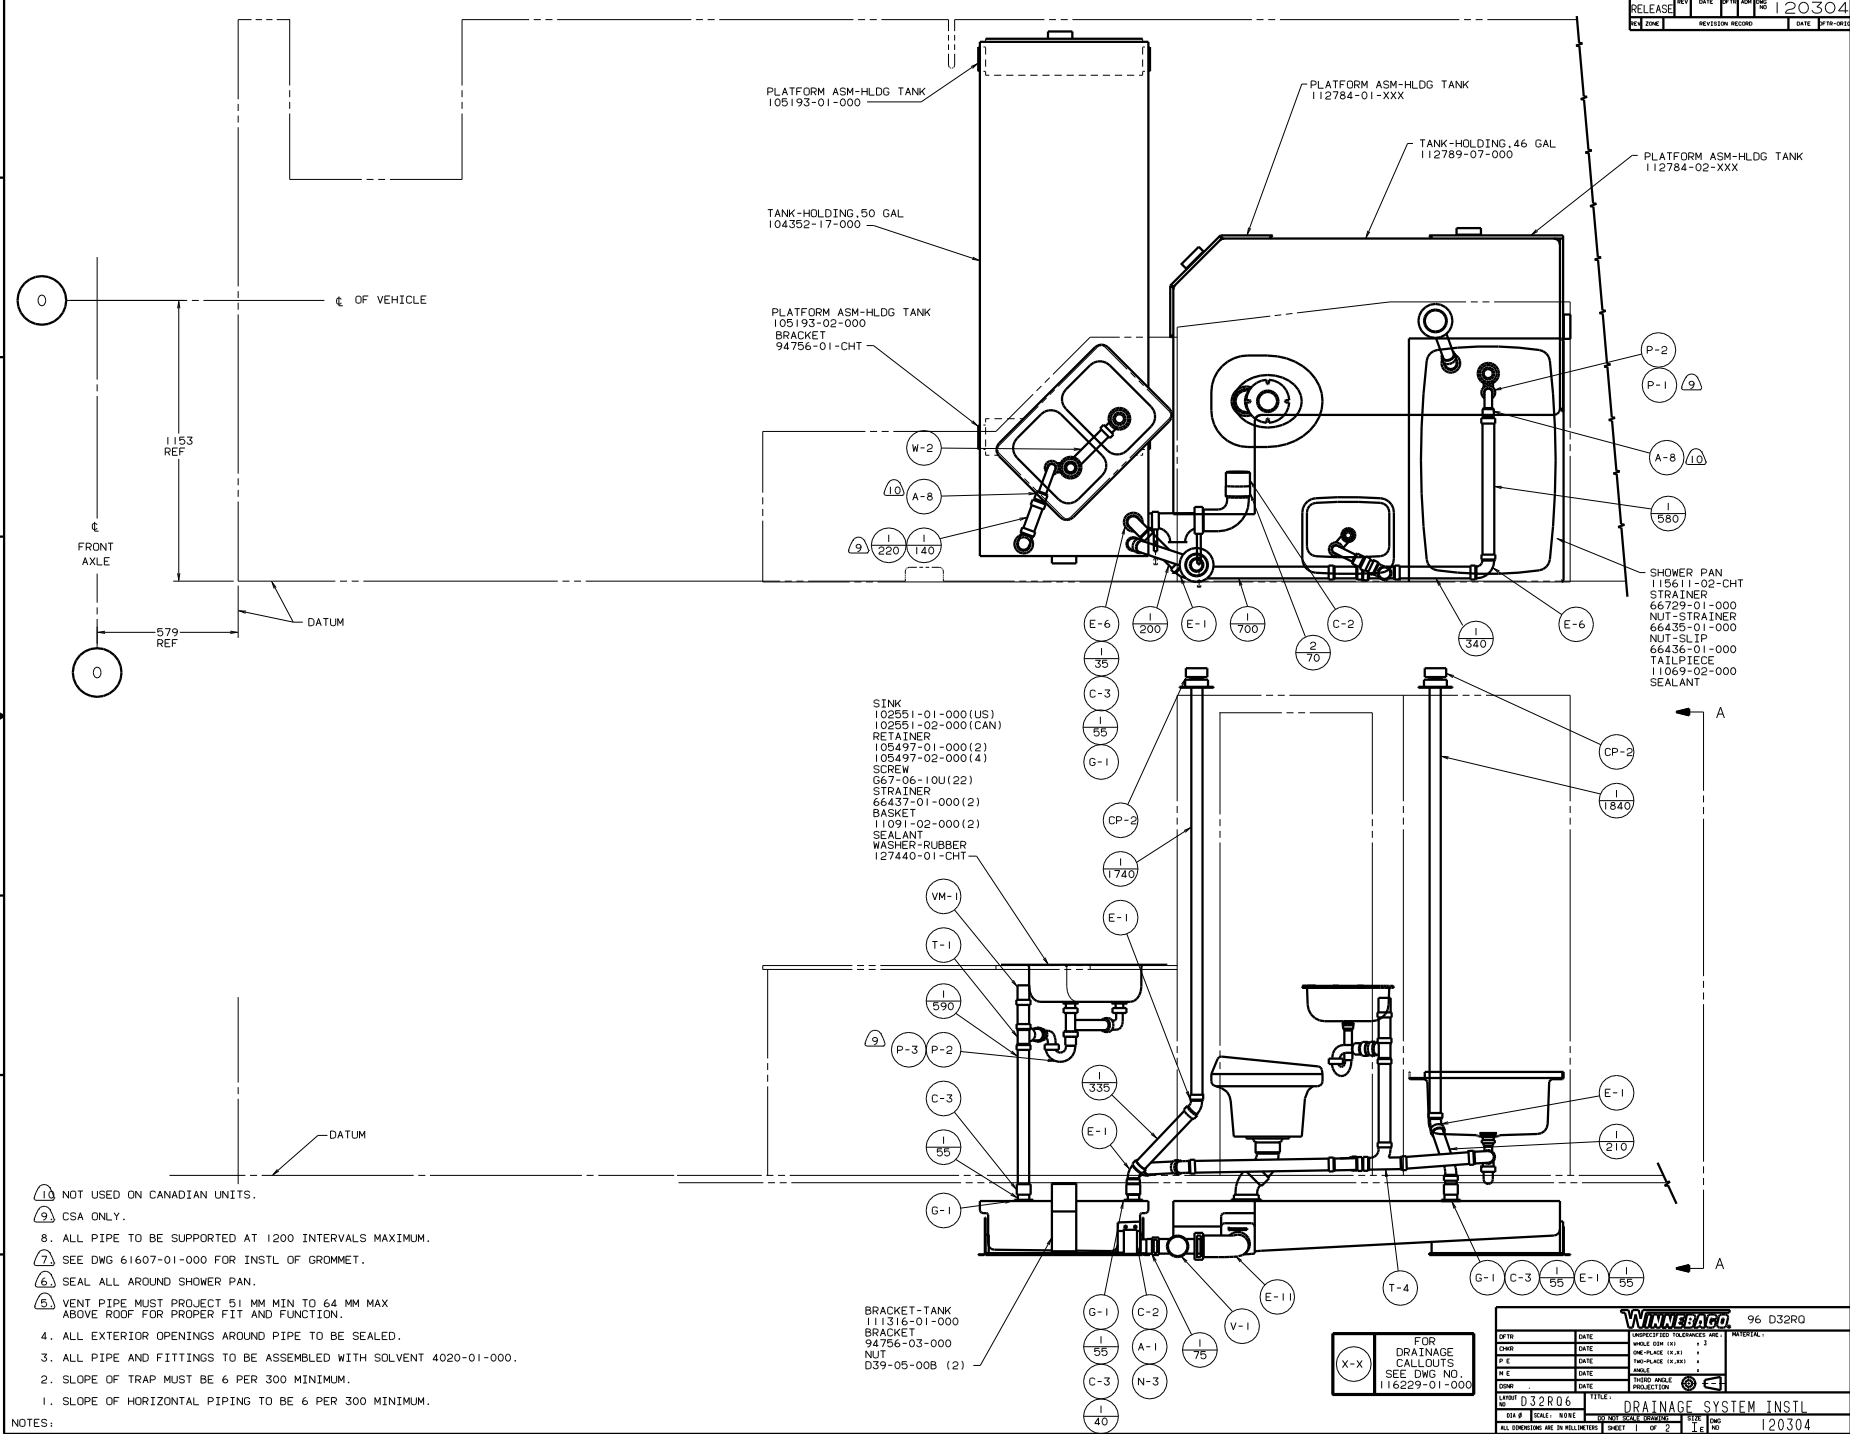 RELEASE
REV
DATE
DFTR
ADM
DWG NO
120304
REV
ZONE
REVISION RECORD
DATE
DFTR-ORIG
PLATFORM ASM-HLDG TANK
105193-01-000
PLATFORM ASM-HLDG TANK
112784-01-XXX
TANK-HOLDING,46 GAL
112789-07-000
PLATFORM ASM-HLDG TANK
112784-02-XXX
TANK-HOLDING,50 GAL
104352-17-000
0
℄ OF VEHICLE
PLATFORM ASM-HLDG TANK
105193-02-000
BRACKET
94756-01-CHT
1153
REF
P-2
P-1
9
W-2
A-8
10
10
A-8
1
580
9
1
220
1
140
℄
FRONT
AXLE
DATUM
579
REF
0
E-6
1
200
E-1
1
700
2
70
C-2
1
340
E-6
1
35
C-3
1
55
G-1
SHOWER PAN
115611-02-CHT
STRAINER
66729-01-000
NUT-STRAINER
66435-01-000
NUT-SLIP
66436-01-000
TAILPIECE
11069-02-000
SEALANT
SINK
102551-01-000(US)
102551-02-000(CAN)
RETAINER
105497-01-000(2)
105497-02-000(4)
SCREW
G67-06-10U(22)
STRAINER
66437-01-000(2)
BASKET
11091-02-000(2)
SEALANT
WASHER-RUBBER
127440-01-CHT
A
CP-2
1
1840
CP-2
1
1740
E-1
VM-1
T-1
1
590
9
P-3
P-2
C-3
1
55
G-1
1
335
E-1
E-1
1
210
DATUM
A
G-1
C-3
1
55
E-1
1
55
T-4
E-11
V-1
1
75
G-1
1
55
C-3
1
40
C-2
A-1
N-3
BRACKET-TANK
111316-01-000
BRACKET
94756-03-000
NUT
D39-05-00B (2)
10 NOT USED ON CANADIAN UNITS.
9. CSA ONLY.
8. ALL PIPE TO BE SUPPORTED AT 1200 INTERVALS MAXIMUM.
7. SEE DWG 61607-01-000 FOR INSTL OF GROMMET.
6. SEAL ALL AROUND SHOWER PAN.
5. VENT PIPE MUST PROJECT 51 MM MIN TO 64 MM MAX
ABOVE ROOF FOR PROPER FIT AND FUNCTION.
4. ALL EXTERIOR OPENINGS AROUND PIPE TO BE SEALED.
3. ALL PIPE AND FITTINGS TO BE ASSEMBLED WITH SOLVENT 4020-01-000.
2. SLOPE OF TRAP MUST BE 6 PER 300 MINIMUM.
1. SLOPE OF HORIZONTAL PIPING TO BE 6 PER 300 MINIMUM.
NOTES:
X-X
FOR
DRAINAGE
CALLOUTS
SEE DWG NO.
116229-01-000
WINNEBAGO 96 D32RQ
DFTR DATE
CHKR DATE
P E DATE
M E DATE
DSNR DATE
UNSPECIFIED TOLERANCES ARE:
WHOLE DIM (X) ± 3
ONE-PLACE (X.X) ±
TWO-PLACE (X.XX) ±
ANGLE ±
THIRD ANGLE
PROJECTION
MATERIAL:
LAYOUT NO D32RQ6
TITLE:
DRAINAGE SYSTEM INSTL
SCALE: NONE
DO NOT SCALE DRAWING
ALL DIMENSIONS ARE IN MILLIMETERS
SHEET 1 OF 2
SIZE
DWG NO 120304